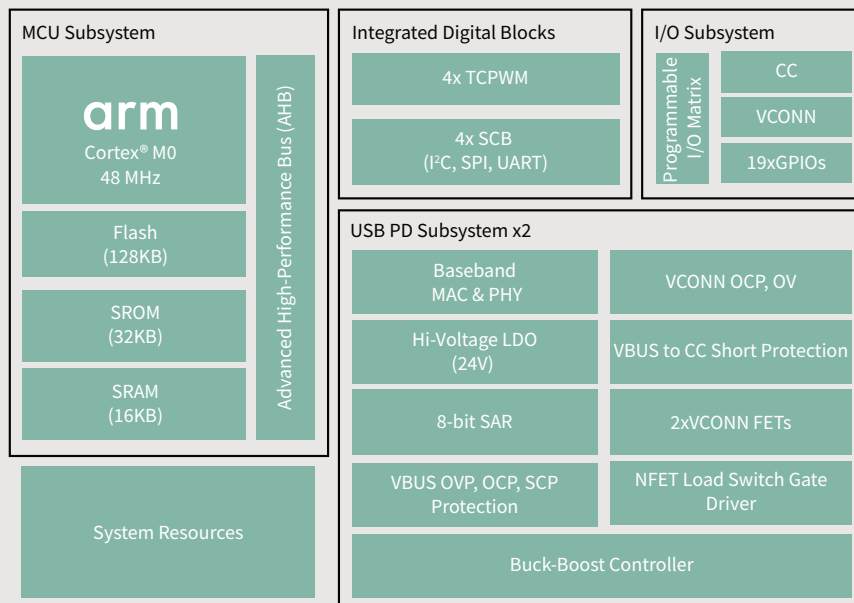 MCU Subsystem
arm
Cortex® M0
48 MHz
Flash
(128KB)
SROM
(32KB)
SRAM
(16KB)
Advanced High-Performance Bus (AHB)
System Resources
Integrated Digital Blocks
4x TCPWM
4x SCB
(I²C, SPI, UART)
I/O Subsystem
Programmable
I/O Matrix
CC
VCONN
19xGPIOs
USB PD Subsystem x2
Baseband
MAC & PHY
VCONN OCP, OV
Hi-Voltage LDO
(24V)
VBUS to CC Short Protection
8-bit SAR
2xVCONN FETs
VBUS OVP, OCP, SCP
Protection
NFET Load Switch Gate
Driver
Buck-Boost Controller